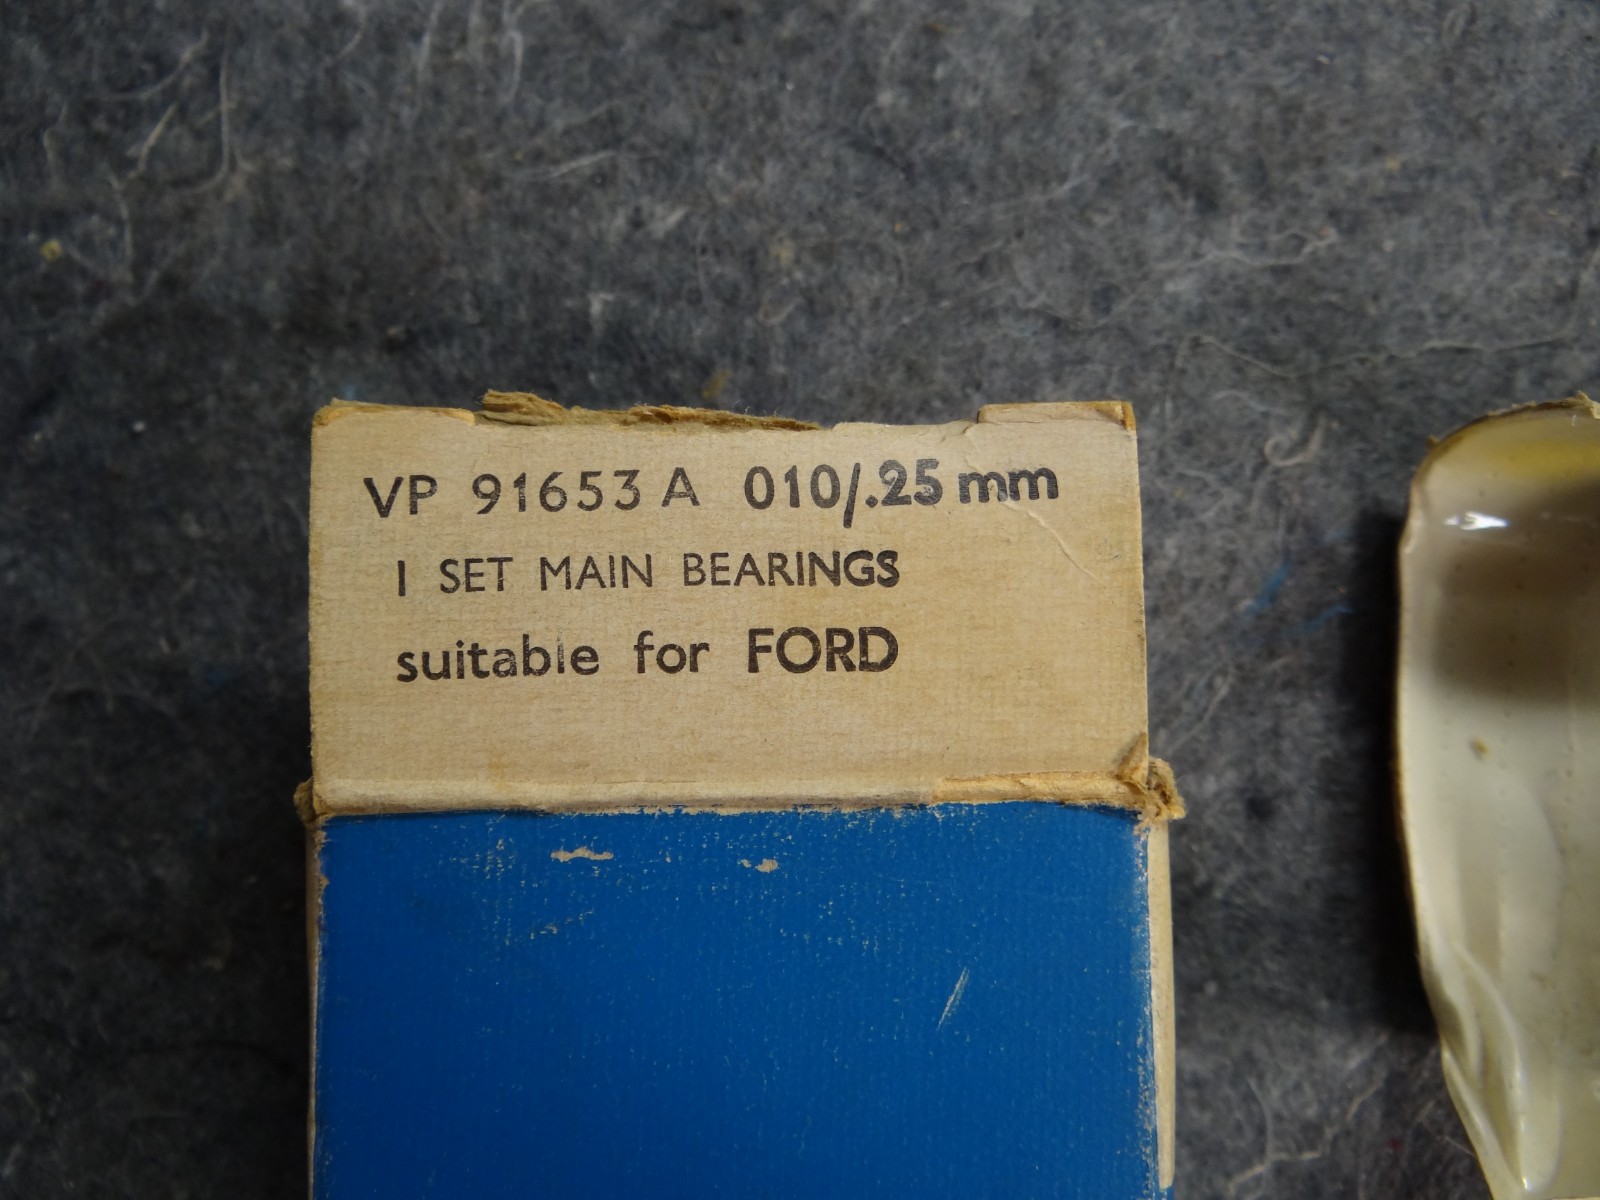 VP 91653 A 010/.25 mm
1 SET MAIN BEARINGS
suitable for FORD